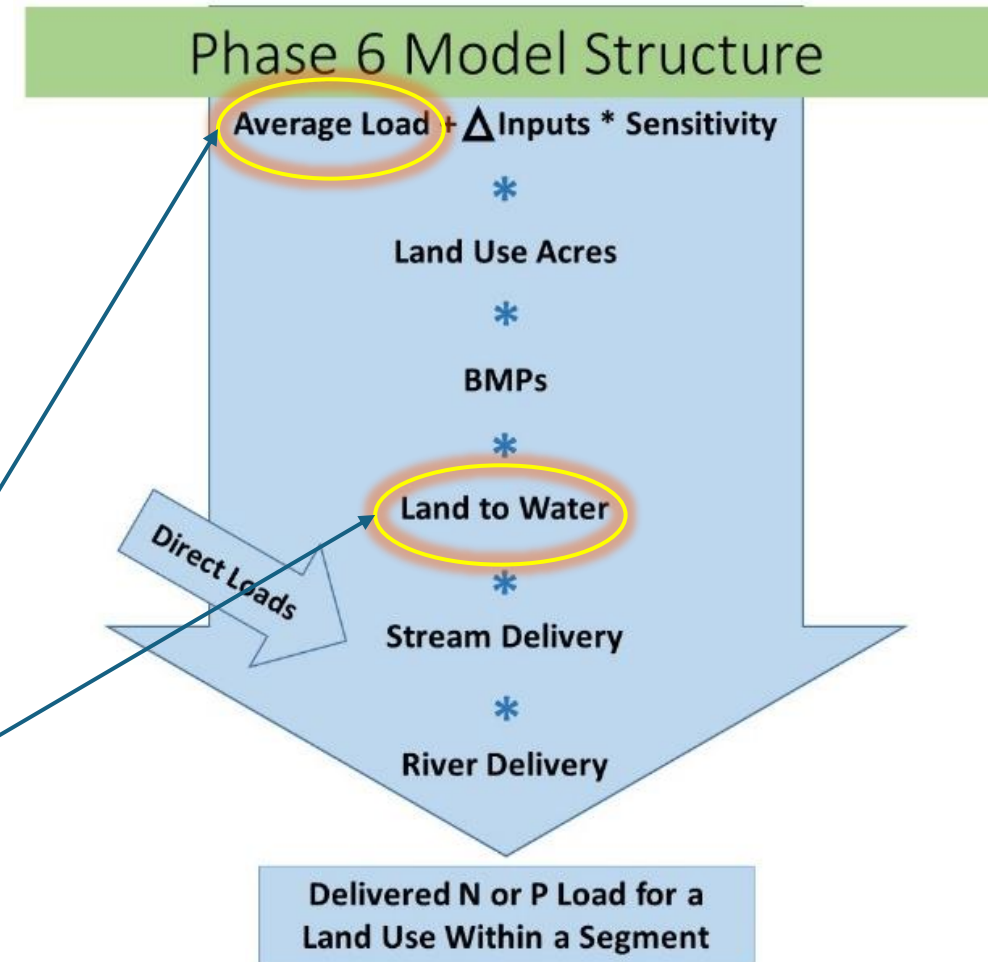 Phase 6 Model Structure
Average Load + Δ Inputs * Sensitivity
*
Land Use Acres
*
BMPs
*
Land to Water
Direct Loads
*
Stream Delivery
*
River Delivery
Delivered N or P Load for a
Land Use Within a Segment